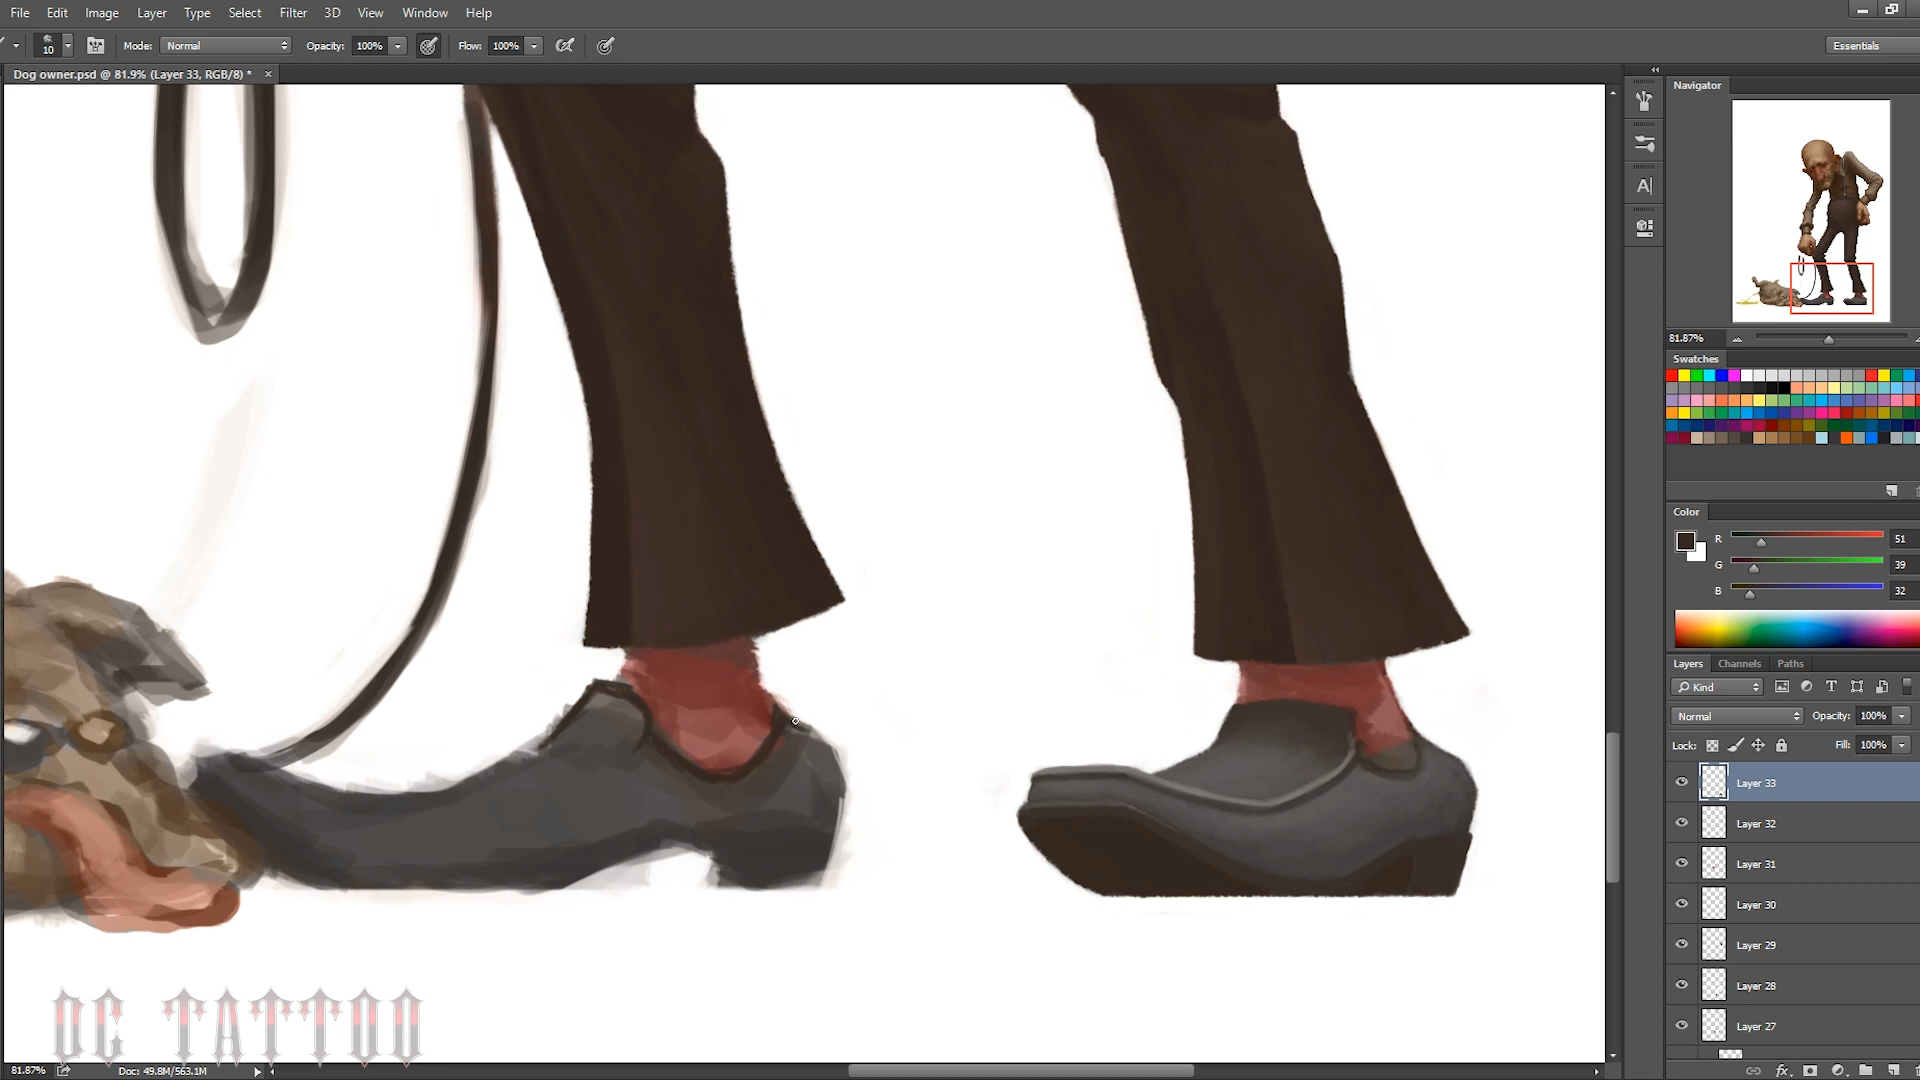 File Edit Image Layer Type Select Filter 3D View Window Help
10 Mode: Normal Opacity: 100% Flow: 100% Essentials
Dog owner.psd @ 81.9% (Layer 33, RGB/8) * ×
Navigator
81.87%
Swatches
Color
R 51
G 39
B 32
Layers Channels Paths
Kind
Normal Opacity: 100%
Lock: Fill: 100%
Layer 33
Layer 32
Layer 31
Layer 30
Layer 29
Layer 28
Layer 27
DC TATTOO
81.87% Doc: 49.8M/563.1M